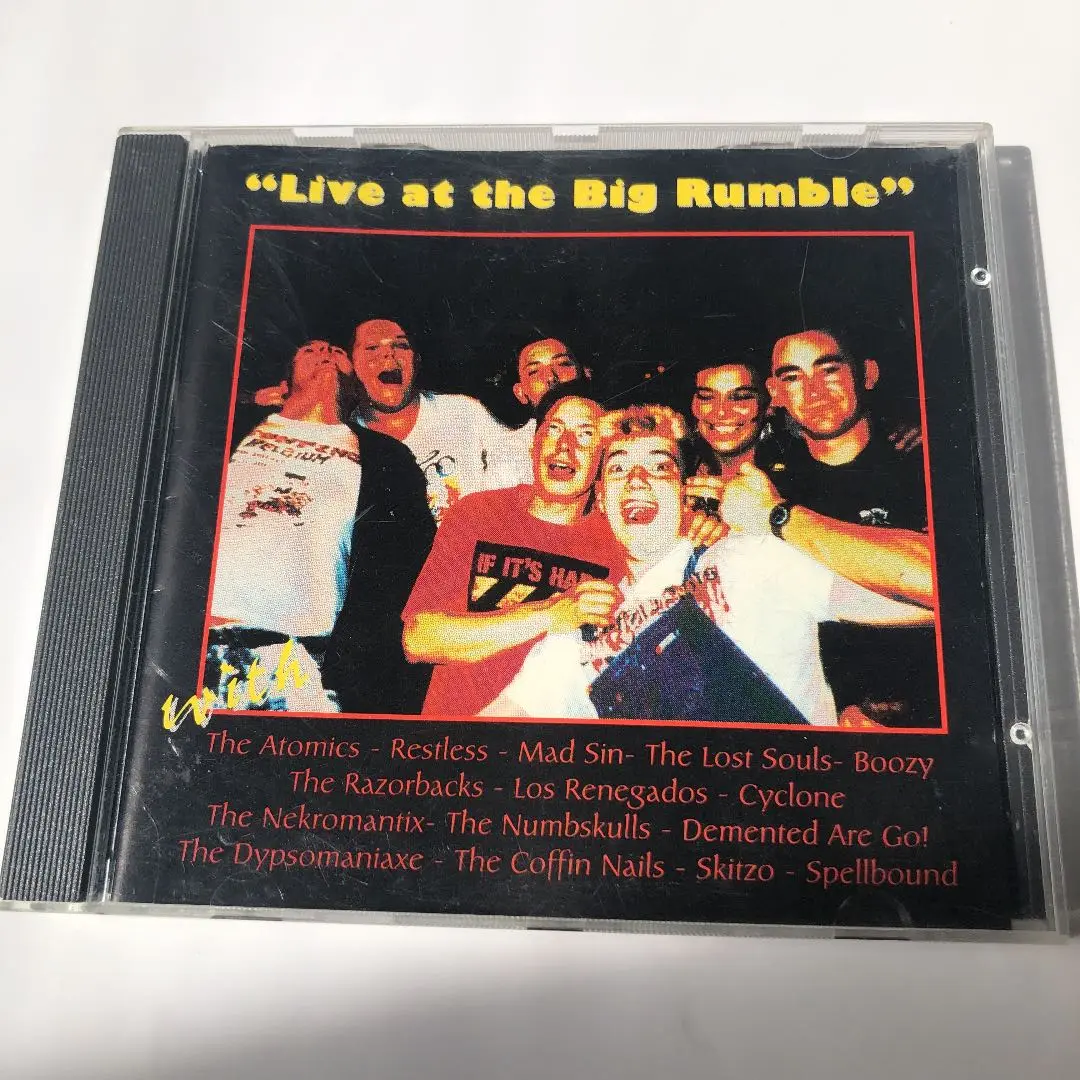 “Live at the Big Rumble”
BELGIUM
IF IT'S HA
with
The Atomics - Restless - Mad Sin- The Lost Souls- Boozy
The Razorbacks - Los Renegados - Cyclone
The Nekromantix- The Numbskulls - Demented Are Go!
The Dypsomaniaxe - The Coffin Nails - Skitzo - Spellbound